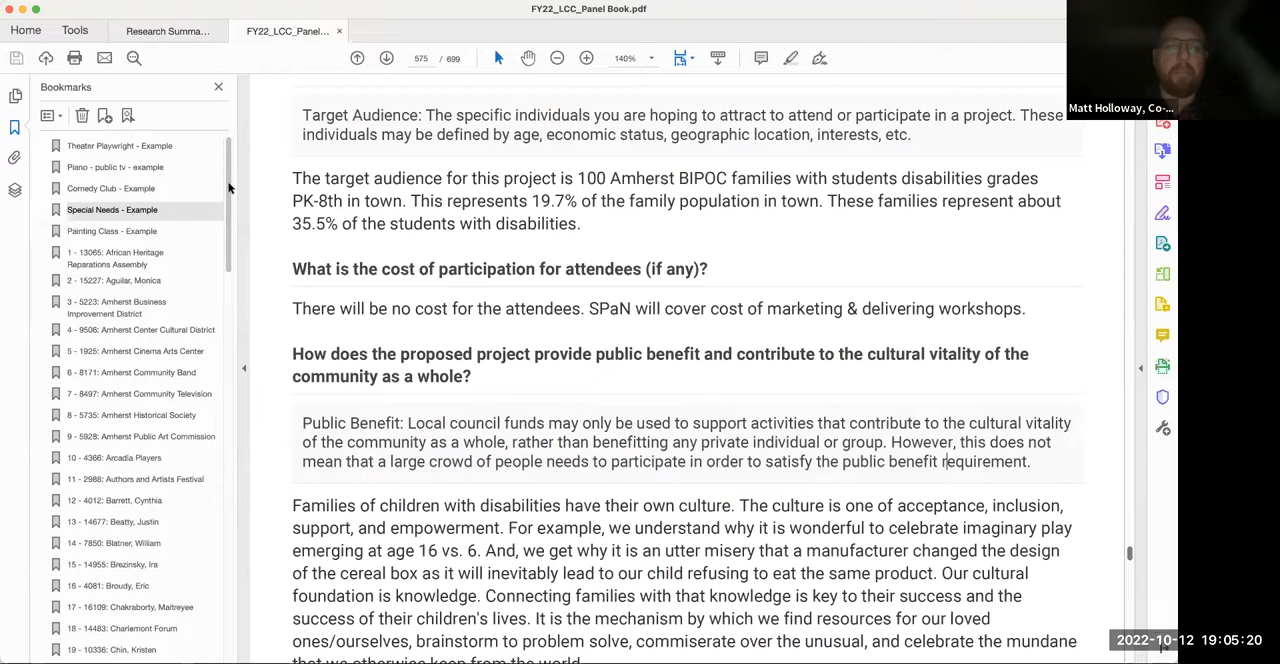 FY22_LCC_Panel Book.pdf
Home
Tools
Research Summa...
FY22_LCC_Panel...
×
575 / 699
140%
Bookmarks
Theater Playwright - Example
Piano - public tv - example
Comedy Club - Example
Special Needs - Example
Painting Class - Example
1 - 13065: African Heritage
Reparations Assembly
2 - 15227: Aguilar, Monica
3 - 5223: Amherst Business
Improvement District
4 - 9506: Amherst Center Cultural District
5 - 1925: Amherst Cinema Arts Center
6 - 8171: Amherst Community Band
7 - 8497: Amherst Community Television
8 - 5735: Amherst Historical Society
9 - 5928: Amherst Public Art Commission
10 - 4366: Arcadia Players
11 - 2988: Authors and Artists Festival
12 - 4012: Barrett, Cynthia
13 - 14677: Beatty, Justin
14 - 7850: Blatner, William
15 - 14955: Brezinsky, Ira
16 - 4081: Broudy, Eric
17 - 16109: Chakraborty, Maitreyee
18 - 14483: Charlemont Forum
19 - 10336: Chin, Kristen
Target Audience: The specific individuals you are hoping to attract to attend or participate in a project. These
individuals may be defined by age, economic status, geographic location, interests, etc.
The target audience for this project is 100 Amherst BIPOC families with students disabilities grades
PK-8th in town. This represents 19.7% of the family population in town. These families represent about
35.5% of the students with disabilities.
What is the cost of participation for attendees (if any)?
There will be no cost for the attendees. SPaN will cover cost of marketing & delivering workshops.
How does the proposed project provide public benefit and contribute to the cultural vitality of the
community as a whole?
Public Benefit: Local council funds may only be used to support activities that contribute to the cultural vitality
of the community as a whole, rather than benefitting any private individual or group. However, this does not
mean that a large crowd of people needs to participate in order to satisfy the public benefit requirement.
Families of children with disabilities have their own culture. The culture is one of acceptance, inclusion,
support, and empowerment. For example, we understand why it is wonderful to celebrate imaginary play
emerging at age 16 vs. 6. And, we get why it is an utter misery that a manufacturer changed the design
of the cereal box as it will inevitably lead to our child refusing to eat the same product. Our cultural
foundation is knowledge. Connecting families with that knowledge is key to their success and the
success of their children's lives. It is the mechanism by which we find resources for our loved
ones/ourselves, brainstorm to problem solve, commiserate over the unusual, and celebrate the mundane
that we otherwise keep from the world.
Matt Holloway, Co-...
2022-10-12 19:05:20